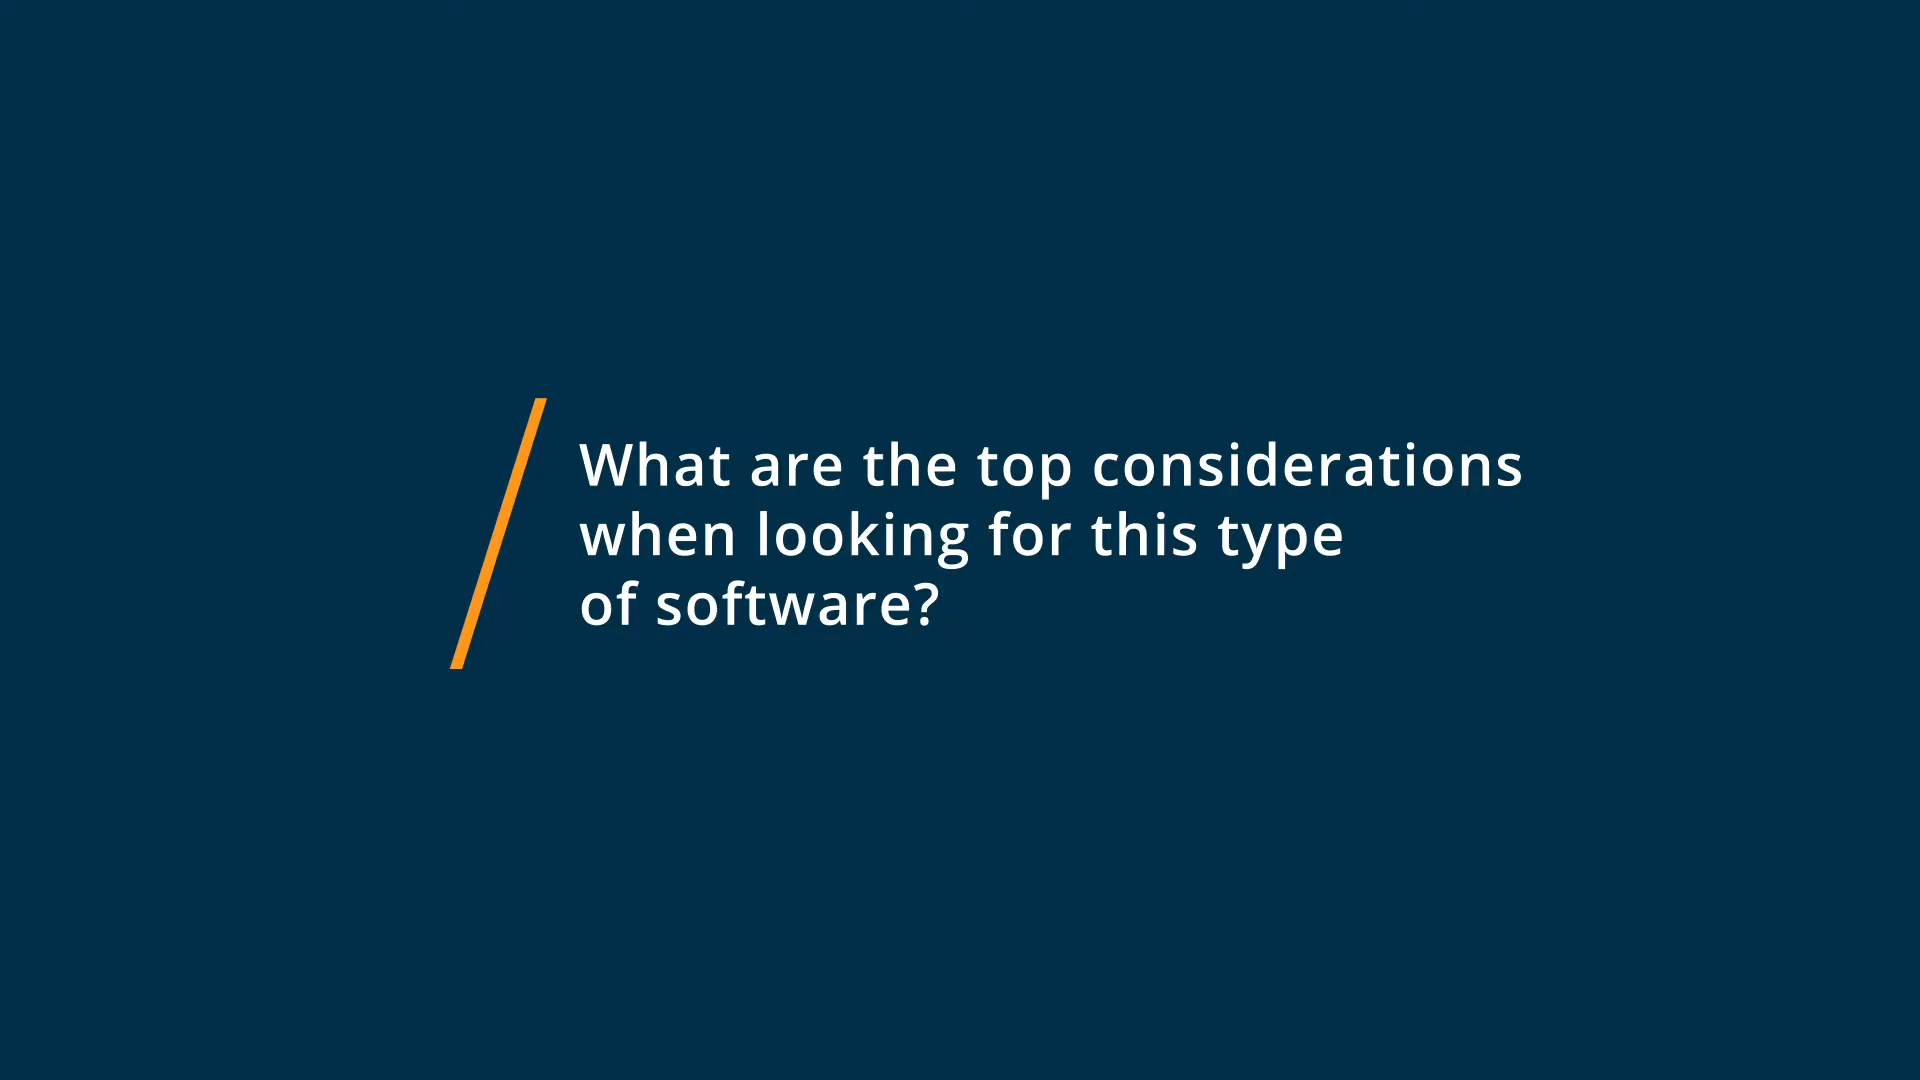 What are the top considerations
when looking for this type
of software?